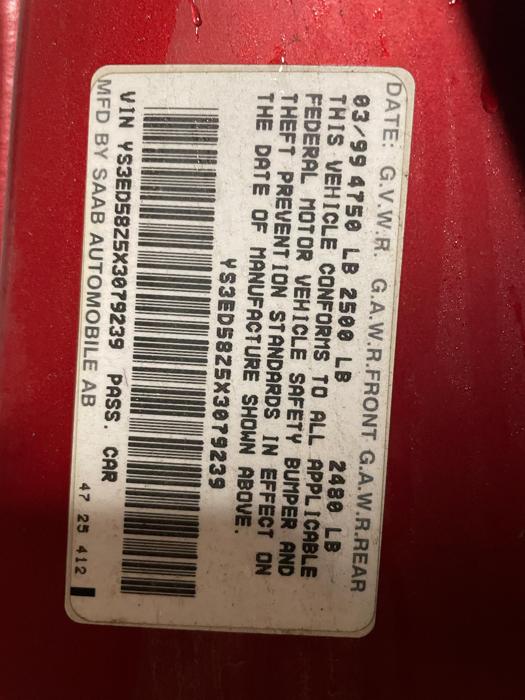 DATE: G.V.W.R. G.A.W.R.FRONT G.A.W.R.REAR
03/99 4750 LB 2500 LB 2480 LB
THIS VEHICLE CONFORMS TO ALL APPLICABLE
FEDERAL MOTOR VEHICLE SAFETY BUMPER AND
THEFT PREVENTION STANDARDS IN EFFECT ON
THE DATE OF MANUFACTURE SHOWN ABOVE.
YS3ED58Z5X3079239
VIN YS3ED58Z5X3079239 PASS. CAR
MFD BY SAAB AUTOMOBILE AB 47 25 412